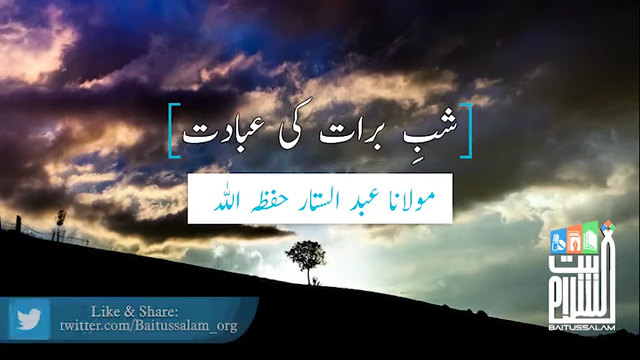 شبِ برات کی عبادت
مولانا عبد الستار حفظہ اللہ
بیت السلام
BAITUSSALAM
Like & Share:
twitter.com/Baitussalam_org